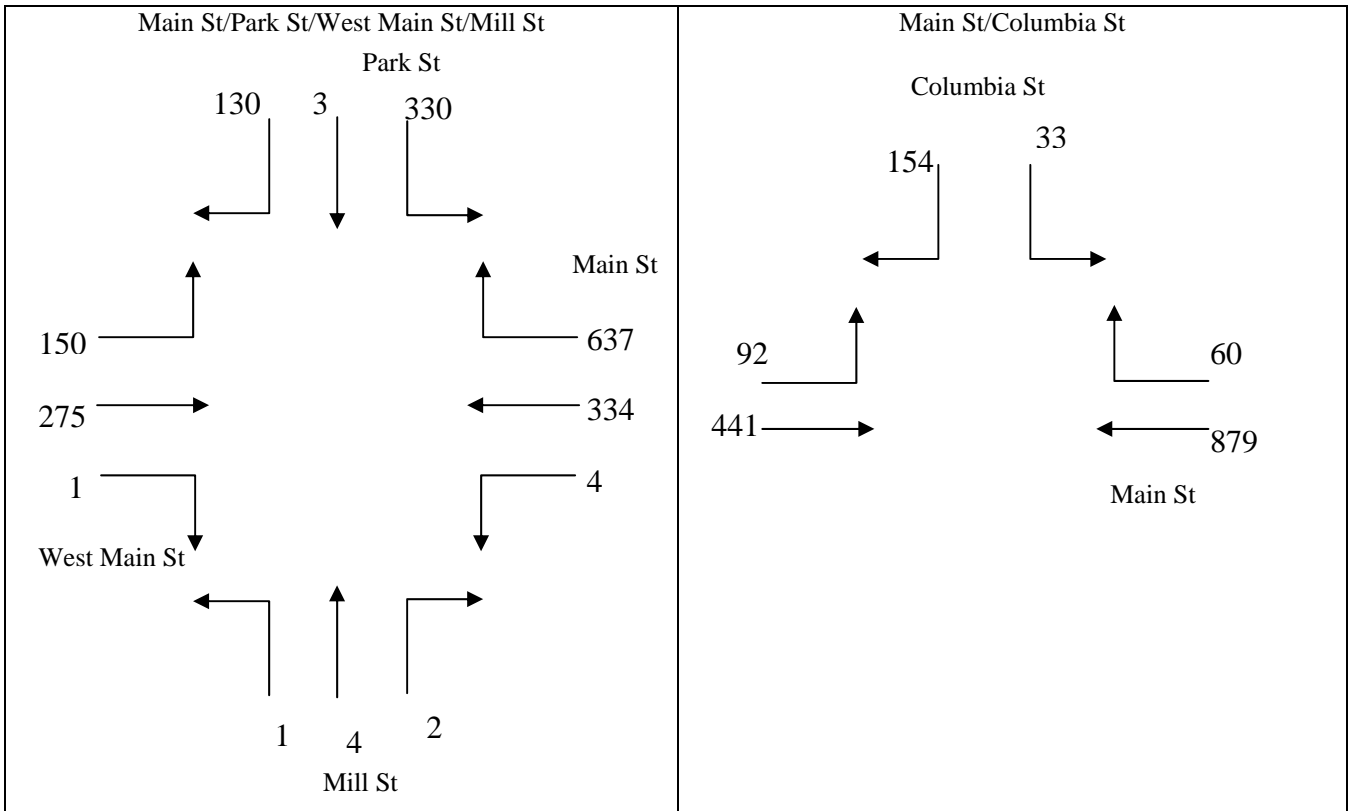 Main St/Park St/West Main St/Mill St
Park St
130 3 330
Main St
150 637
275 334
1 4
West Main St
1 4 2
Mill St
Main St/Columbia St
Columbia St
154 33
92 60
441 879
Main St